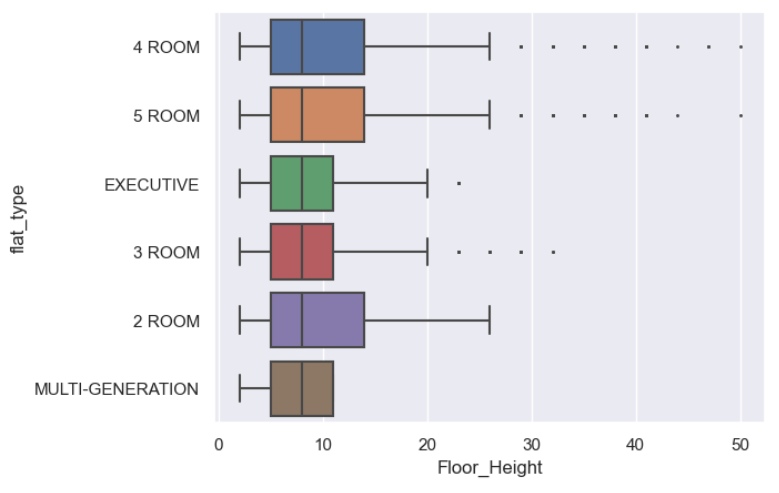 4 ROOM
5 ROOM
EXECUTIVE
3 ROOM
2 ROOM
MULTI-GENERATION
flat_type
0 10 20 30 40 50
Floor_Height